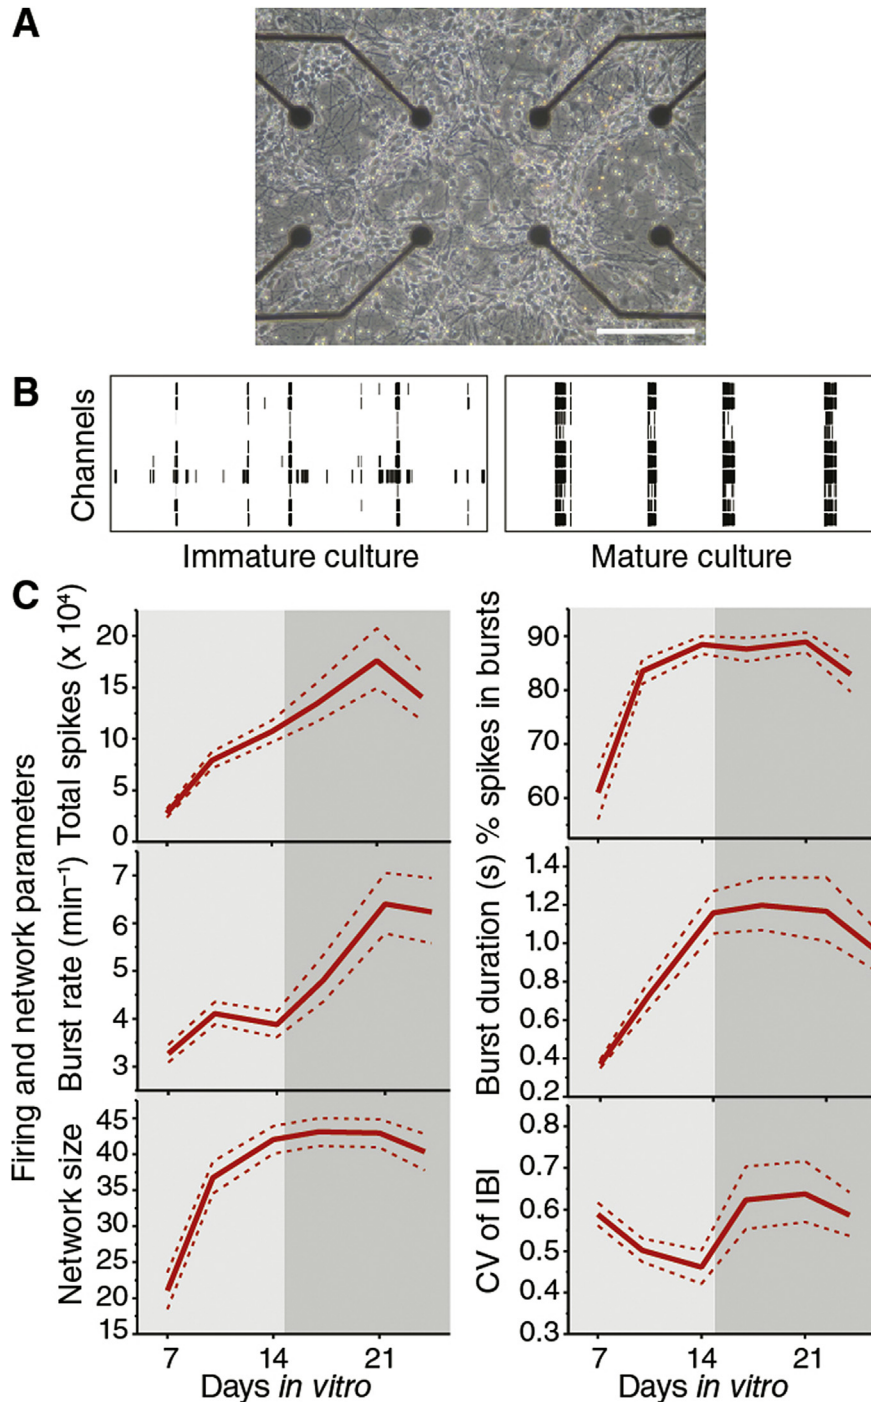 A
B
Channels
Immature culture
Mature culture
C
Firing and network parameters
Total spikes (x 10⁴)
20
15
10
5
0
% spikes in bursts
90
80
70
60
Burst rate (min⁻¹)
7
6
5
4
3
Burst duration (s)
1.4
1.2
1.0
0.8
0.6
0.4
0.2
Network size
45
40
35
30
25
20
15
CV of IBI
0.8
0.7
0.6
0.5
0.4
0.3
7 14 21
Days in vitro
7 14 21
Days in vitro